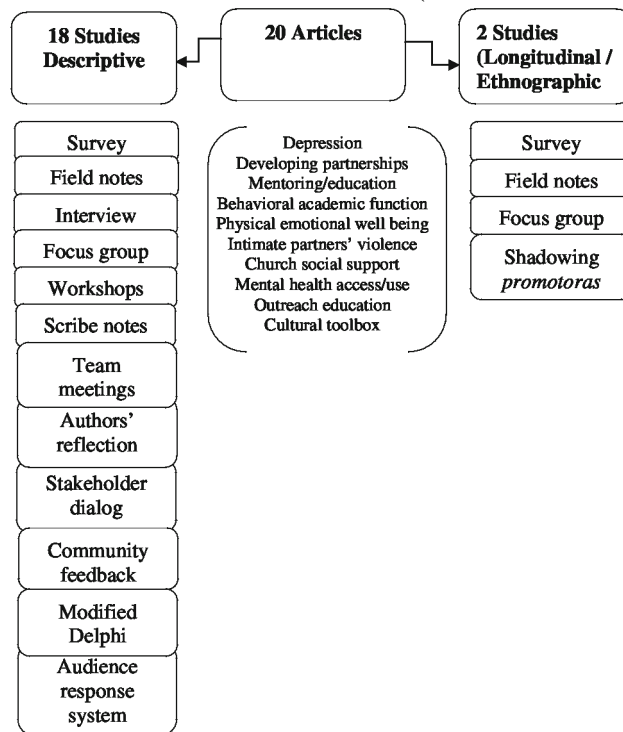 18 Studies
Descriptive
20 Articles
2 Studies
(Longitudinal /
Ethnographic
Survey
Field notes
Interview
Focus group
Workshops
Scribe notes
Team
meetings
Authors'
reflection
Stakeholder
dialog
Community
feedback
Modified
Delphi
Audience
response
system
Depression
Developing partnerships
Mentoring/education
Behavioral academic function
Physical emotional well being
Intimate partners' violence
Church social support
Mental health access/use
Outreach education
Cultural toolbox
Survey
Field notes
Focus group
Shadowing
promotoras